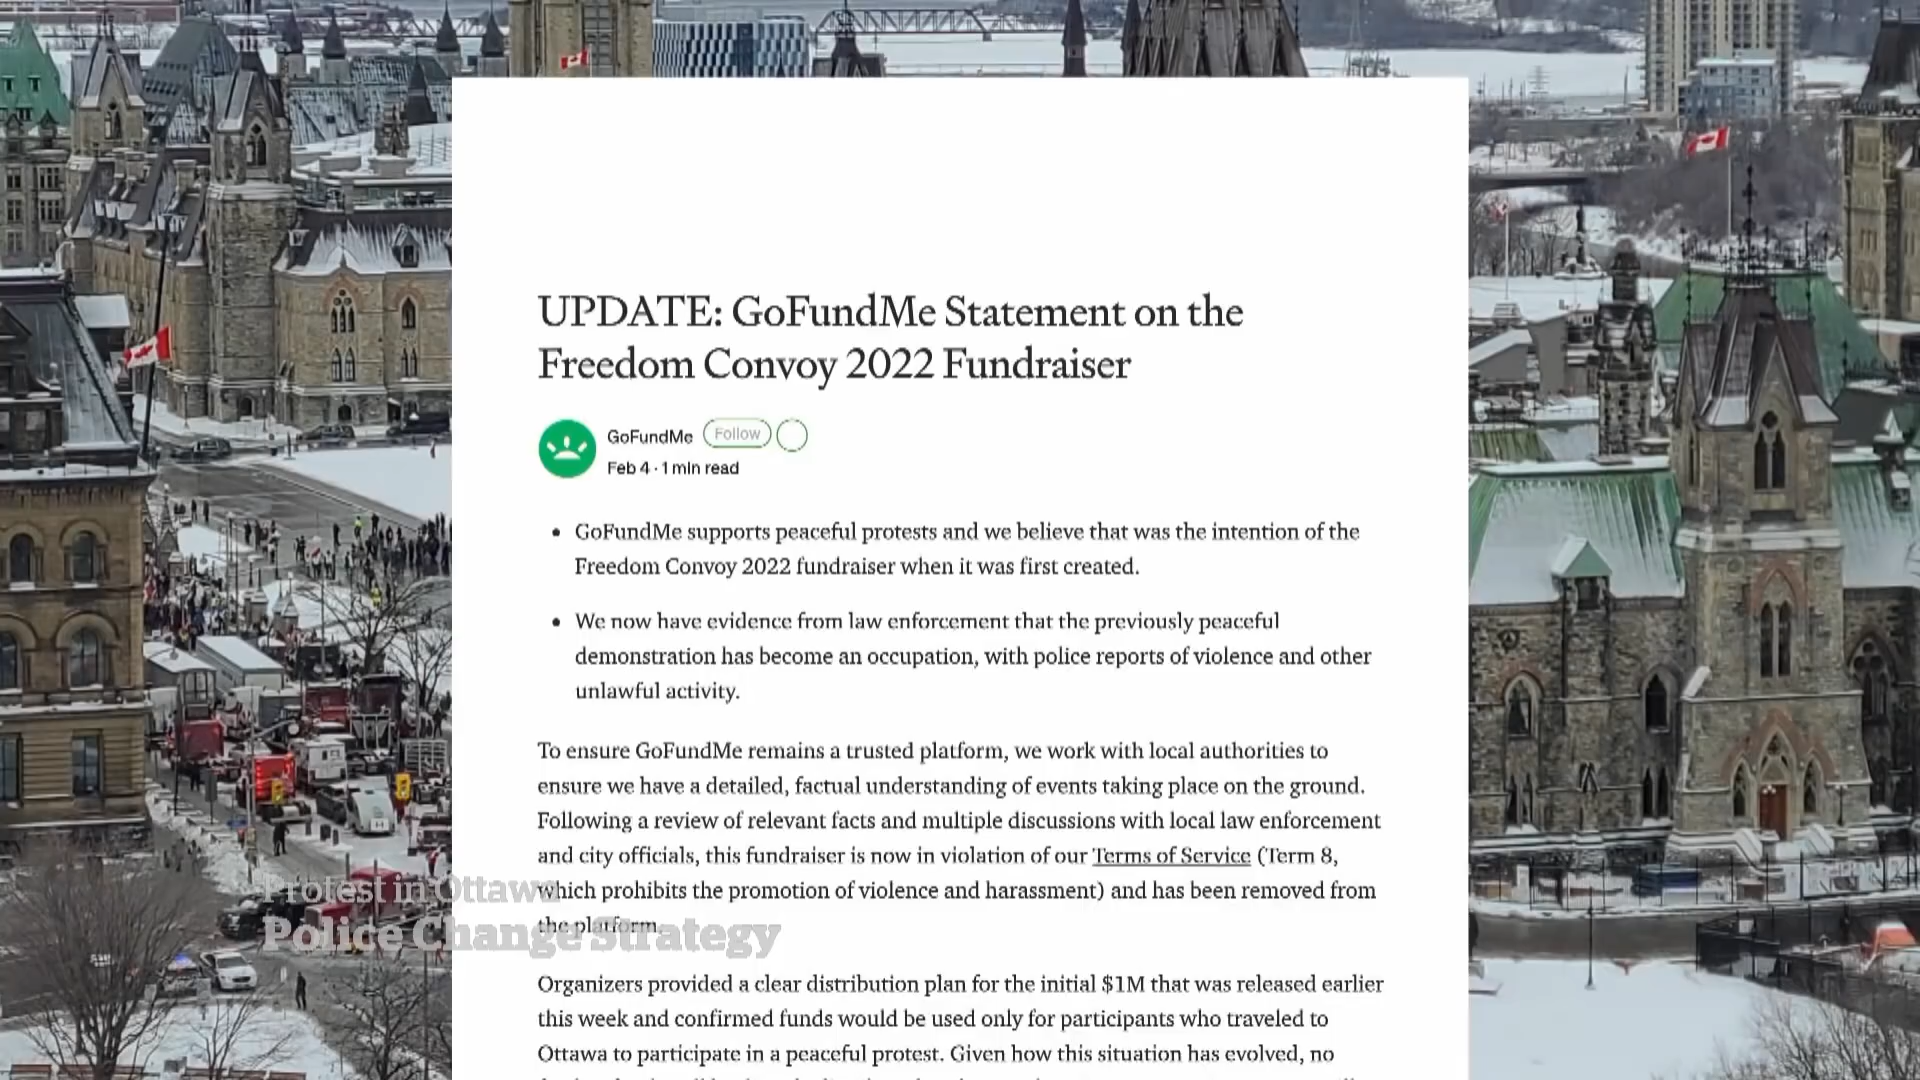 UPDATE: GoFundMe Statement on the
Freedom Convoy 2022 Fundraiser
GoFundMe Follow
Feb 4 · 1 min read
• GoFundMe supports peaceful protests and we believe that was the intention of the
Freedom Convoy 2022 fundraiser when it was first created.
• We now have evidence from law enforcement that the previously peaceful
demonstration has become an occupation, with police reports of violence and other
unlawful activity.
To ensure GoFundMe remains a trusted platform, we work with local authorities to
ensure we have a detailed, factual understanding of events taking place on the ground.
Following a review of relevant facts and multiple discussions with local law enforcement
and city officials, this fundraiser is now in violation of our Terms of Service (Term 8,
which prohibits the promotion of violence and harassment) and has been removed from
the platform.
Protest in Ottawa
Police Change Strategy
Organizers provided a clear distribution plan for the initial $1M that was released earlier
this week and confirmed funds would be used only for participants who traveled to
Ottawa to participate in a peaceful protest. Given how this situation has evolved, no